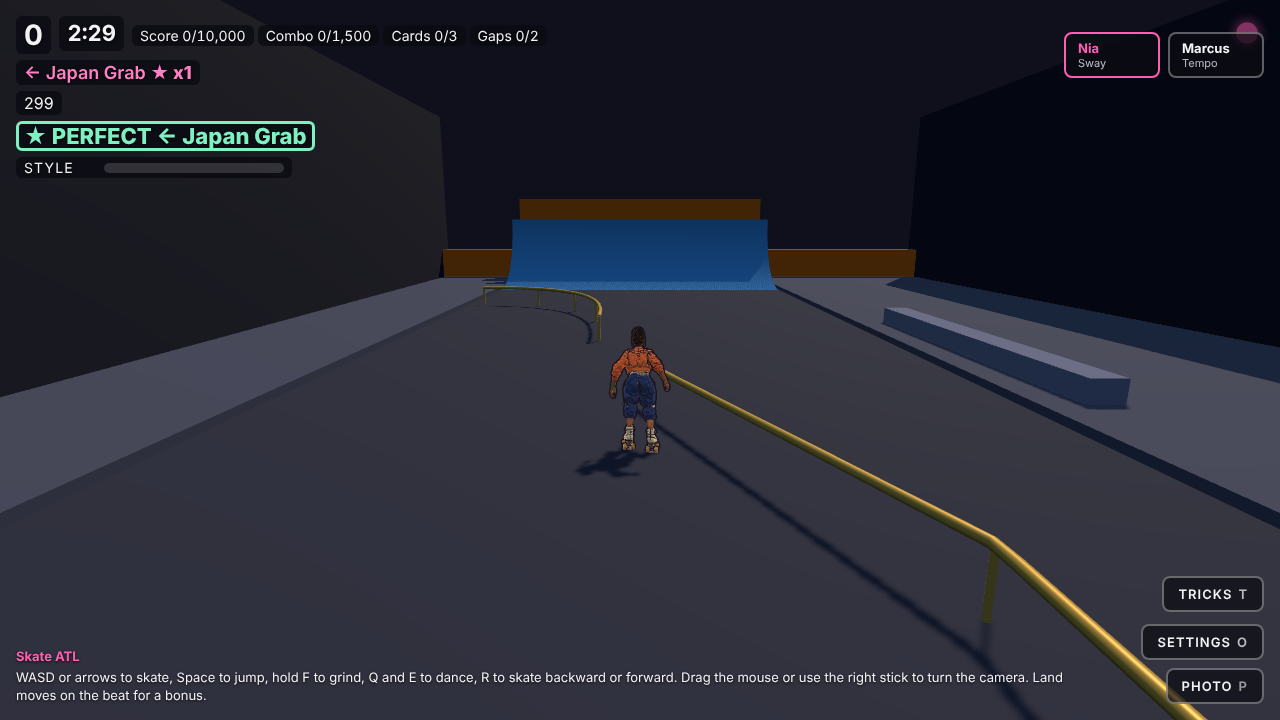 0
2:29
Score 0/10,000
Combo 0/1,500
Cards 0/3
Gaps 0/2
← Japan Grab ★ x1
299
★ PERFECT ← Japan Grab
STYLE
Nia
Sway
Marcus
Tempo
TRICKS T
SETTINGS O
PHOTO P
Skate ATL
WASD or arrows to skate, Space to jump, hold F to grind, Q and E to dance, R to skate backward or forward. Drag the mouse or use the right stick to turn the camera. Land
moves on the beat for a bonus.